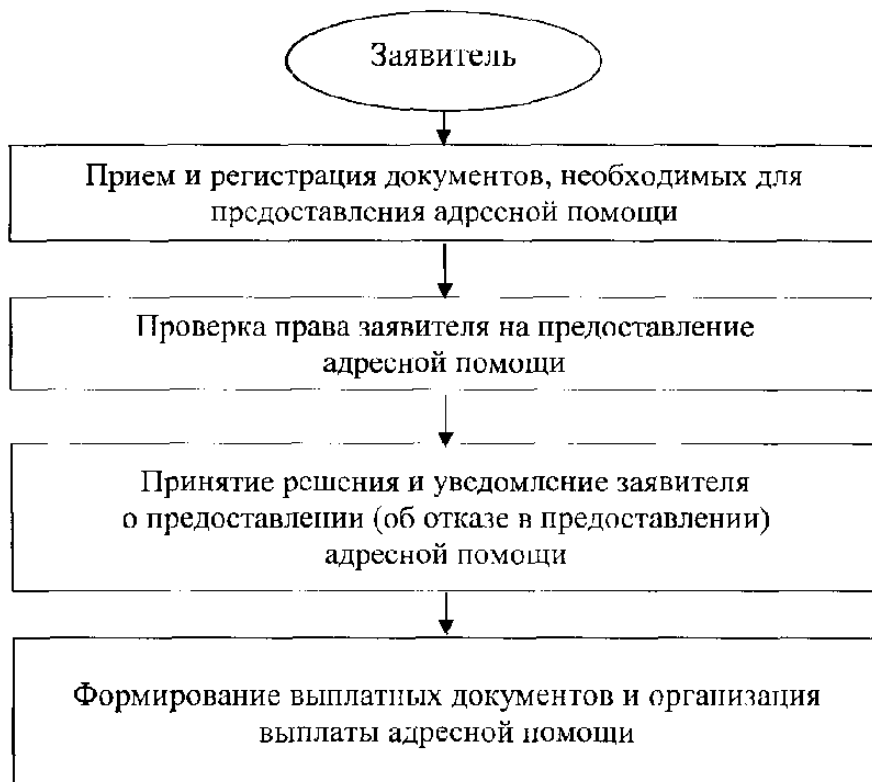 Заявитель
Прием и регистрация документов, необходимых для
предоставления адресной помощи
Проверка права заявителя на предоставление
адресной помощи
Принятие решения и уведомление заявителя
о предоставлении (об отказе в предоставлении)
адресной помощи
Формирование выплатных документов и организация
выплаты адресной помощи